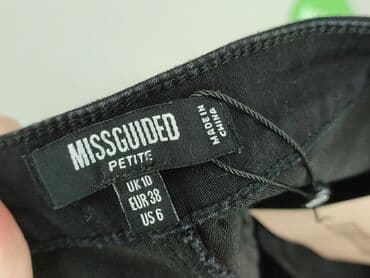 MISSGUIDED
PETITE
MADE IN
CHINA
UK 10
EUR 38
US 6